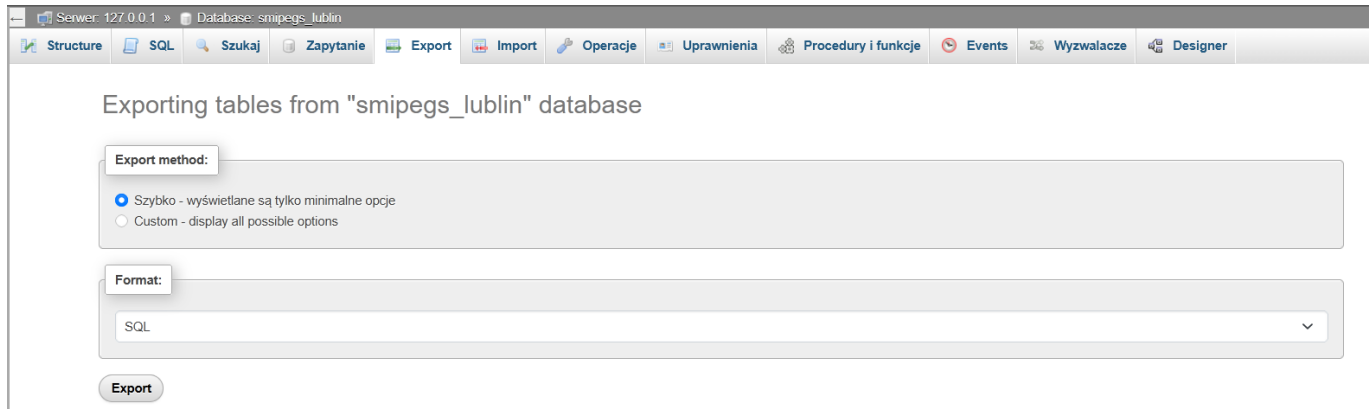 Serwer: 127.0.0.1 » Database: smipegs_lublin
Structure SQL Szukaj Zapytanie Export Import Operacje Uprawnienia Procedury i funkcje Events Wyzwalacze Designer
Exporting tables from "smipegs_lublin" database
Export method:
Szybko - wyświetlane są tylko minimalne opcje
Custom - display all possible options
Format:
SQL
Export